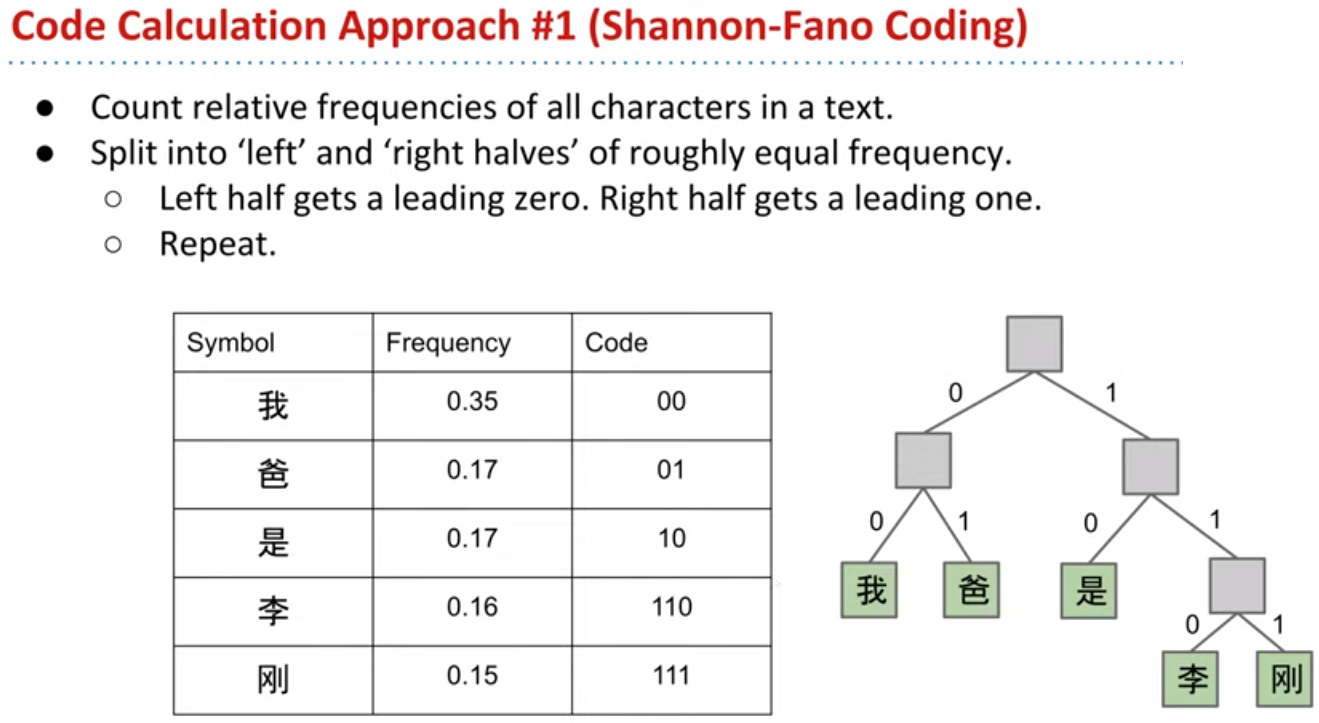 Code Calculation Approach #1 (Shannon-Fano Coding)
● Count relative frequencies of all characters in a text.
● Split into ‘left’ and ‘right halves’ of roughly equal frequency.
○ Left half gets a leading zero. Right half gets a leading one.
○ Repeat.
Symbol Frequency Code
我 0.35 00
爸 0.17 01
是 0.17 10
李 0.16 110
刚 0.15 111
0 1
0 1 0 1
我 爸 是
0 1
李 刚